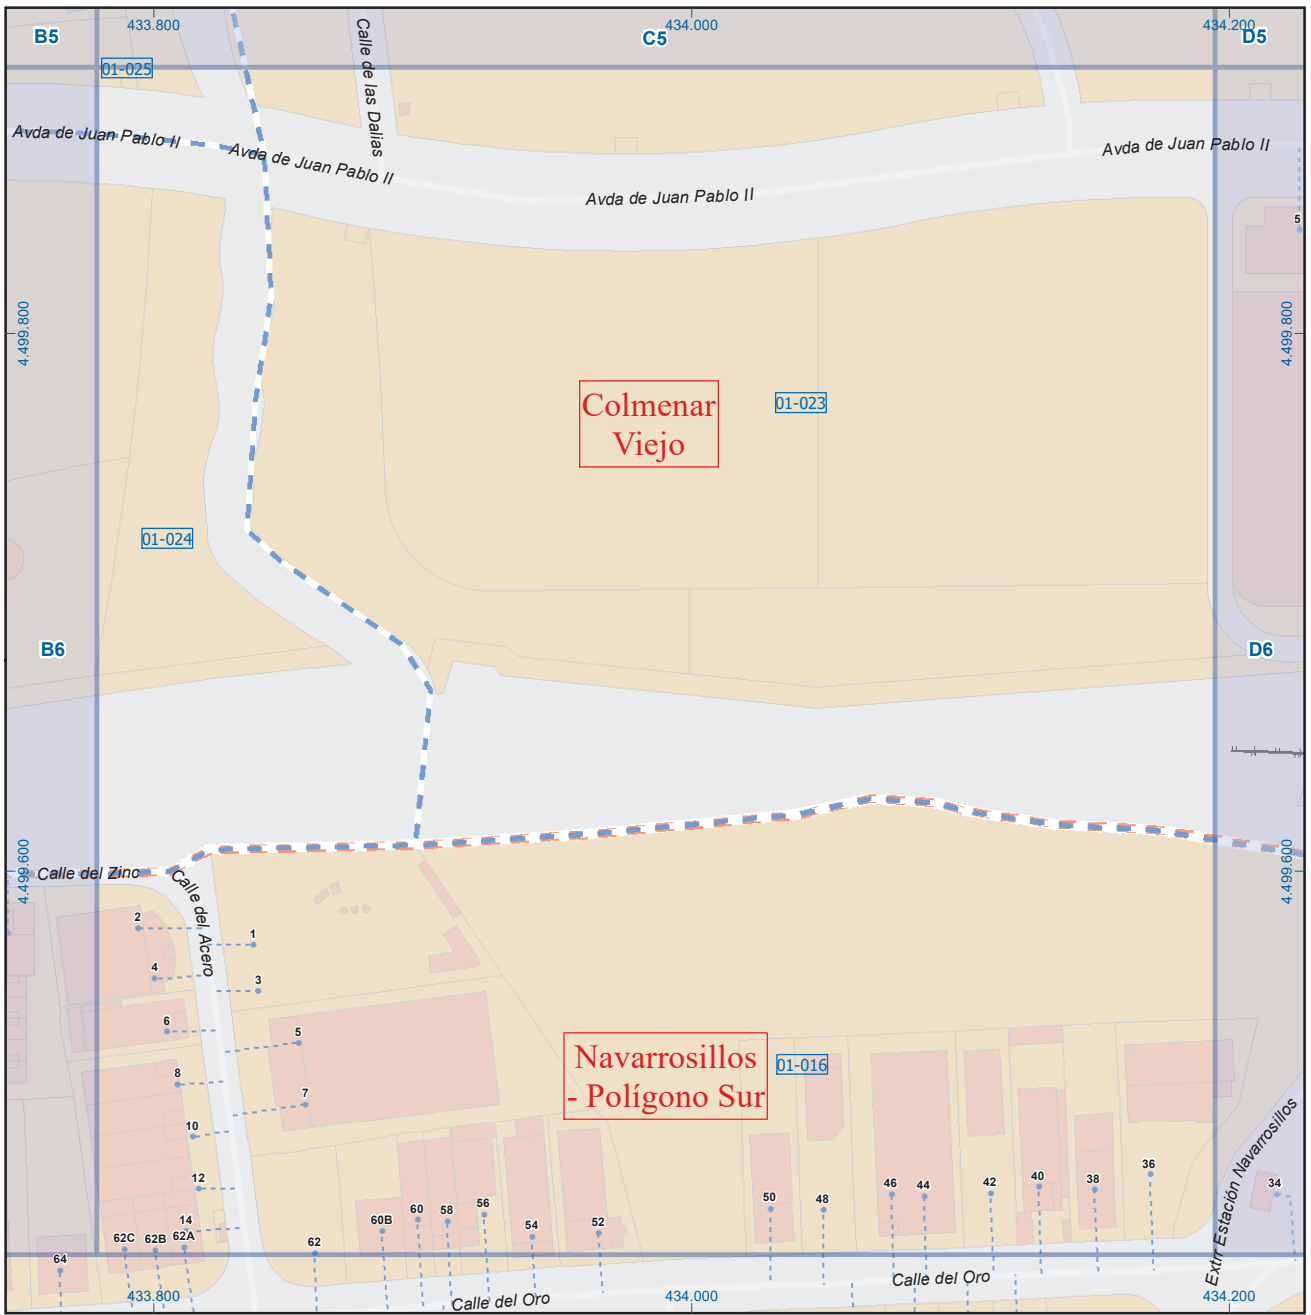 433.800
434.000
434.200
B5
C5
D5
01-025
Calle de las Dalias
Avda de Juan Pablo II
Avda de Juan Pablo II
Avda de Juan Pablo II
Avda de Juan Pablo II
5
4.499.800
4.499.800
Colmenar
Viejo
01-023
01-024
B6
D6
4.499.600
4.499.600
Calle del Zinc
Calle del Acero
2
1
4
3
6
5
8
7
10
12
14
62C
62B
62A
64
62
60B
60
58
56
54
52
Navarrosillos
- Polígono Sur
01-016
50
48
46
44
42
40
38
36
34
Extrr Estación Navarrosillos
Calle del Oro
Calle del Oro
433.800
434.000
434.200